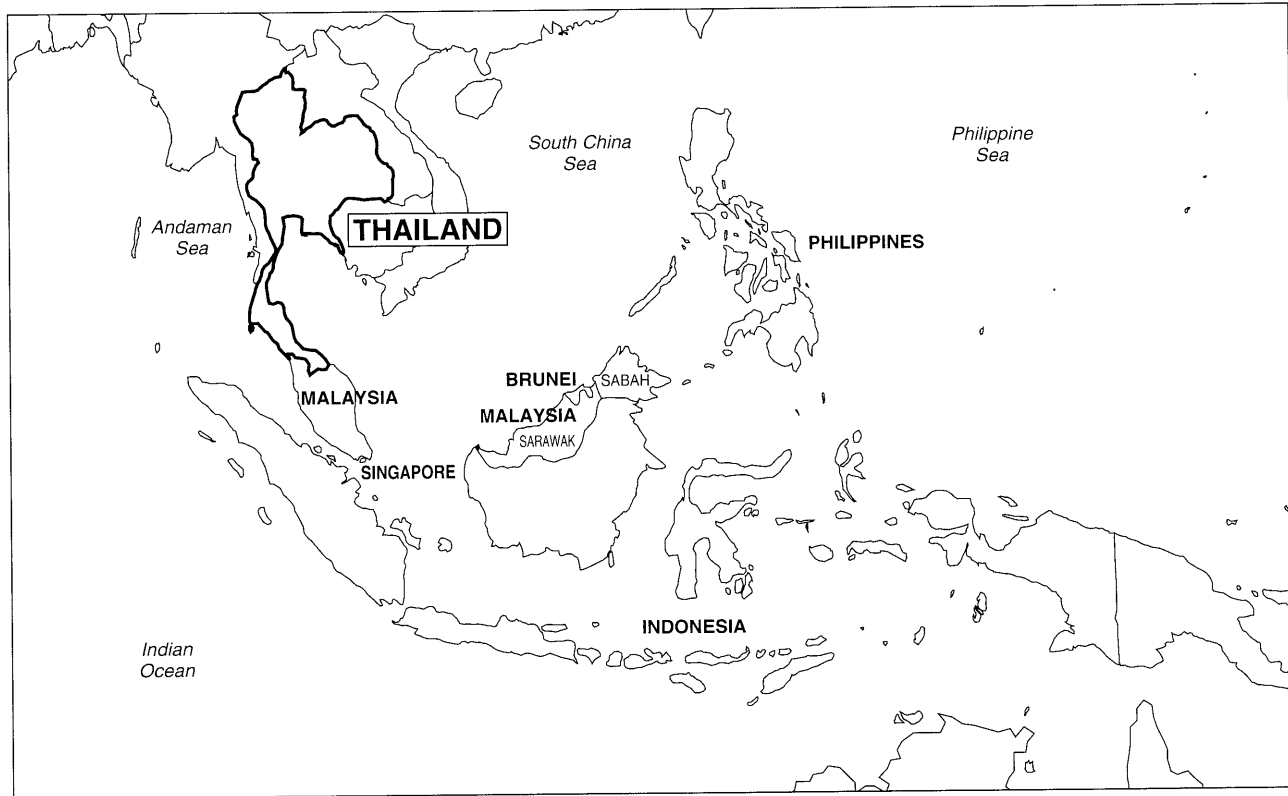 South China
Sea
Philippine
Sea
Andaman
Sea
THAILAND
PHILIPPINES
BRUNEI
SABAH
MALAYSIA
MALAYSIA
SARAWAK
SINGAPORE
INDONESIA
Indian
Ocean